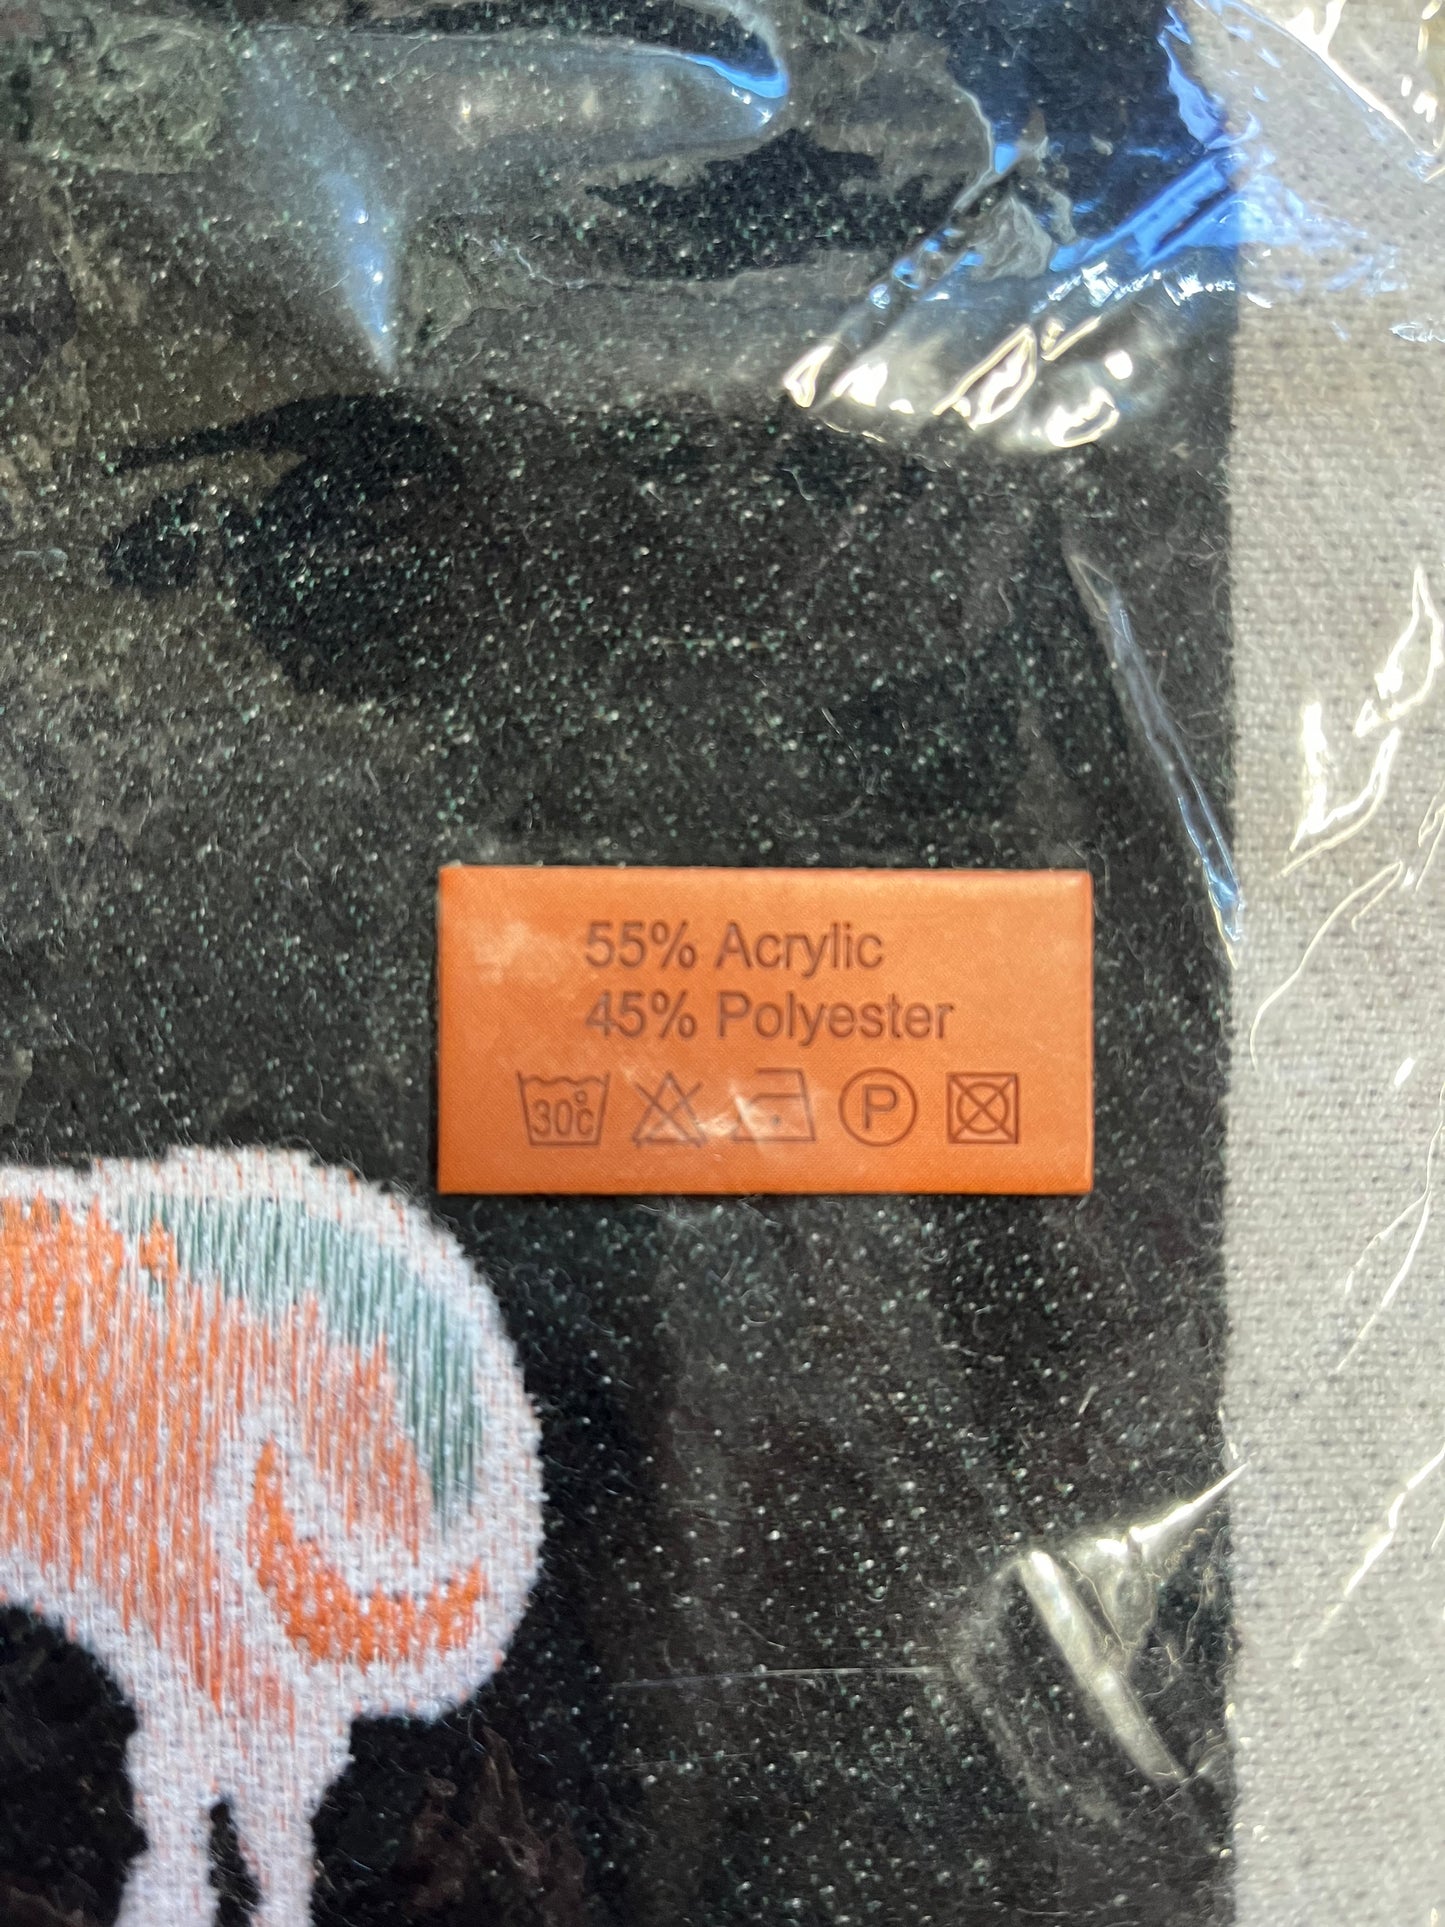 55% Acrylic
45% Polyester
30°C P